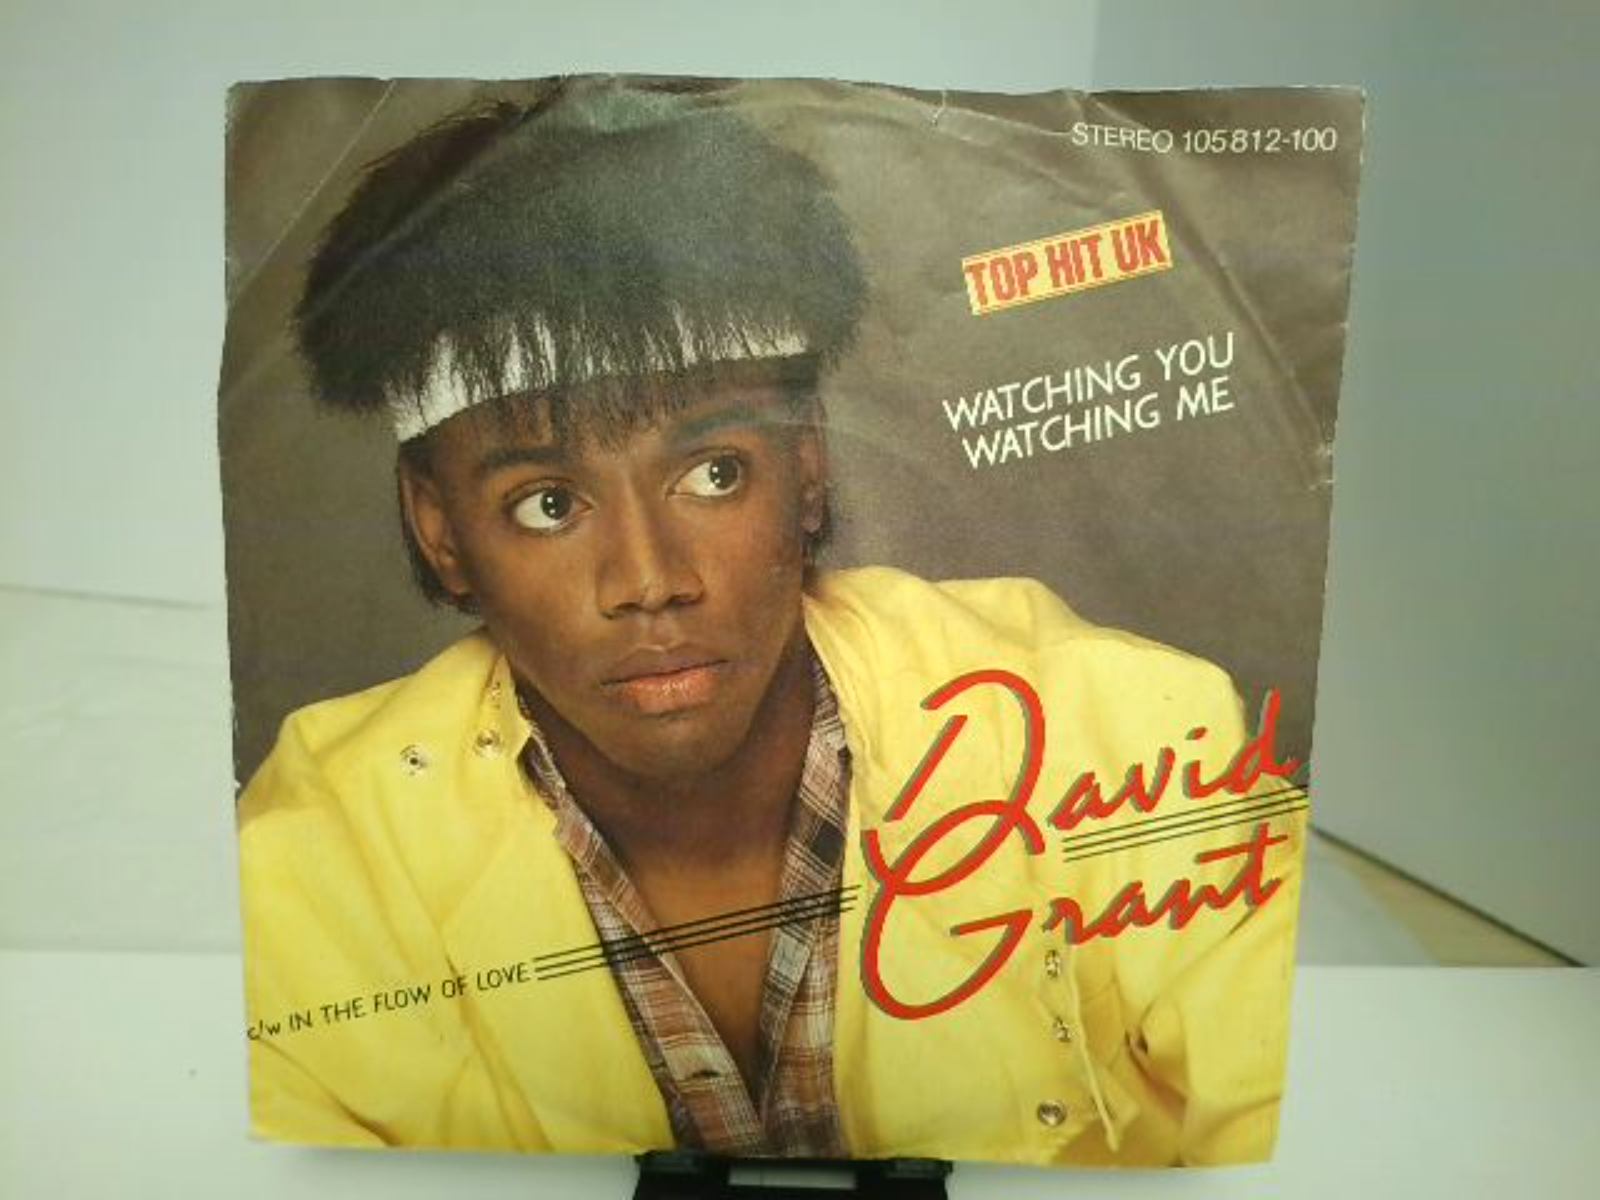 STEREO 105 812-100
TOP HIT UK
WATCHING YOU
WATCHING ME
David
Grant
c/w IN THE FLOW OF LOVE